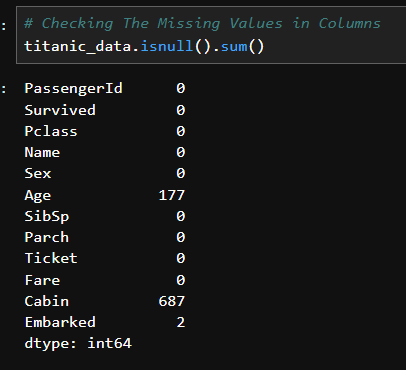 : # Checking The Missing Values in Columns
titanic_data.isnull().sum()
: PassengerId 0
Survived 0
Pclass 0
Name 0
Sex 0
Age 177
SibSp 0
Parch 0
Ticket 0
Fare 0
Cabin 687
Embarked 2
dtype: int64